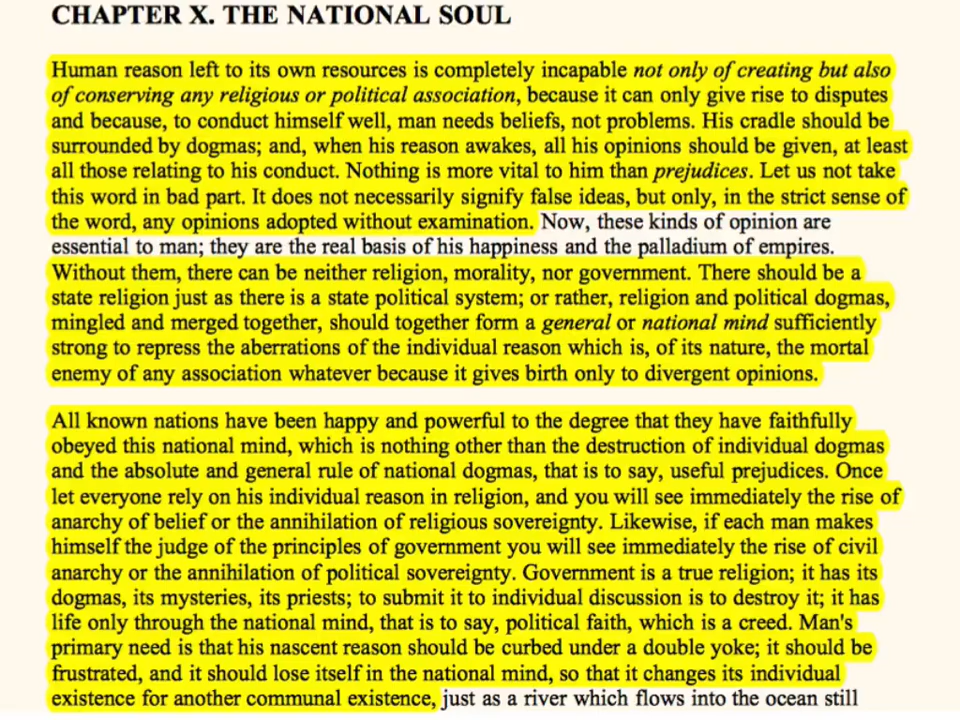 CHAPTER X. THE NATIONAL SOUL
Human reason left to its own resources is completely incapable not only of creating but also
of conserving any religious or political association, because it can only give rise to disputes
and because, to conduct himself well, man needs beliefs, not problems. His cradle should be
surrounded by dogmas; and, when his reason awakes, all his opinions should be given, at least
all those relating to his conduct. Nothing is more vital to him than prejudices. Let us not take
this word in bad part. It does not necessarily signify false ideas, but only, in the strict sense of
the word, any opinions adopted without examination. Now, these kinds of opinion are
essential to man; they are the real basis of his happiness and the palladium of empires.
Without them, there can be neither religion, morality, nor government. There should be a
state religion just as there is a state political system; or rather, religion and political dogmas,
mingled and merged together, should together form a general or national mind sufficiently
strong to repress the aberrations of the individual reason which is, of its nature, the mortal
enemy of any association whatever because it gives birth only to divergent opinions.
All known nations have been happy and powerful to the degree that they have faithfully
obeyed this national mind, which is nothing other than the destruction of individual dogmas
and the absolute and general rule of national dogmas, that is to say, useful prejudices. Once
let everyone rely on his individual reason in religion, and you will see immediately the rise of
anarchy of belief or the annihilation of religious sovereignty. Likewise, if each man makes
himself the judge of the principles of government you will see immediately the rise of civil
anarchy or the annihilation of political sovereignty. Government is a true religion; it has its
dogmas, its mysteries, its priests; to submit it to individual discussion is to destroy it; it has
life only through the national mind, that is to say, political faith, which is a creed. Man's
primary need is that his nascent reason should be curbed under a double yoke; it should be
frustrated, and it should lose itself in the national mind, so that it changes its individual
existence for another communal existence, just as a river which flows into the ocean still